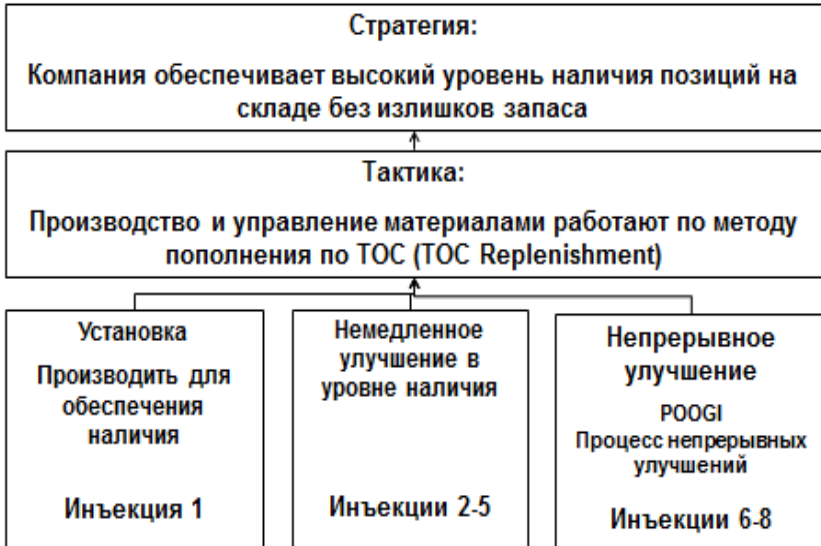 Стратегия:
Компания обеспечивает высокий уровень наличия позиций на
складе без излишков запаса
Тактика:
Производство и управление материалами работают по методу
пополнения по ТОС (TOC Replenishment)
Установка
Производить для
обеспечения
наличия
Инъекция 1
Немедленное
улучшение в
уровне наличия
Инъекции 2-5
Непрерывное
улучшение
POOGI
Процесс непрерывных
улучшений
Инъекции 6-8